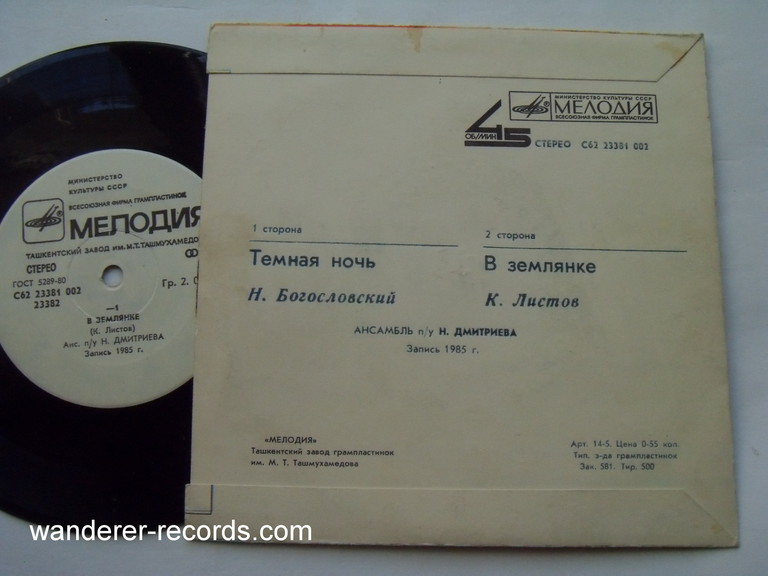 МИНИСТЕРСТВО
КУЛЬТУРЫ СССР
ВСЕСОЮЗНАЯ ФИРМА ГРАМПЛАСТИНОК
МЕЛОДИЯ
ТАШКЕНТСКИЙ ЗАВОД ИМ. М. Т. ТАШМУХАМЕДО
СТЕРЕО
ГОСТ 5289-80
Гр. 2.
С62 23381 002
23382
—1
В ЗЕМЛЯНКЕ
(К. Листов)
Анс. п/у Н. ДМИТРИЕВА
Запись 1985 г.
МИНИСТЕРСТВО КУЛЬТУРЫ СССР
МЕЛОДИЯ
ВСЕСОЮЗНАЯ ФИРМА ГРАМПЛАСТИНОК
45
ОБ/МИН
СТЕРЕО С62 23381 002
1 сторона
Темная ночь
Н. Богословский
2 сторона
В землянке
К. Листов
АНСАМБЛЬ п/у Н. ДМИТРИЕВА
Запись 1985 г.
«МЕЛОДИЯ»
Ташкентский завод грампластинок
им. М. Т. Ташмухамедова
Арт. 14-5. Цена 0-55 коп.
Тип. з-да грампластинок
Зак. 581. Тир. 500
wanderer-records.com